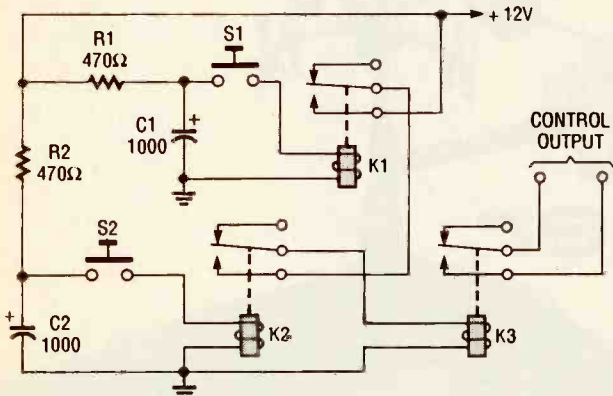 + 12V
R1
470Ω
S1
C1
1000
+
K1
R2
470Ω
CONTROL
OUTPUT
S2
C2
1000
+
K2
K3